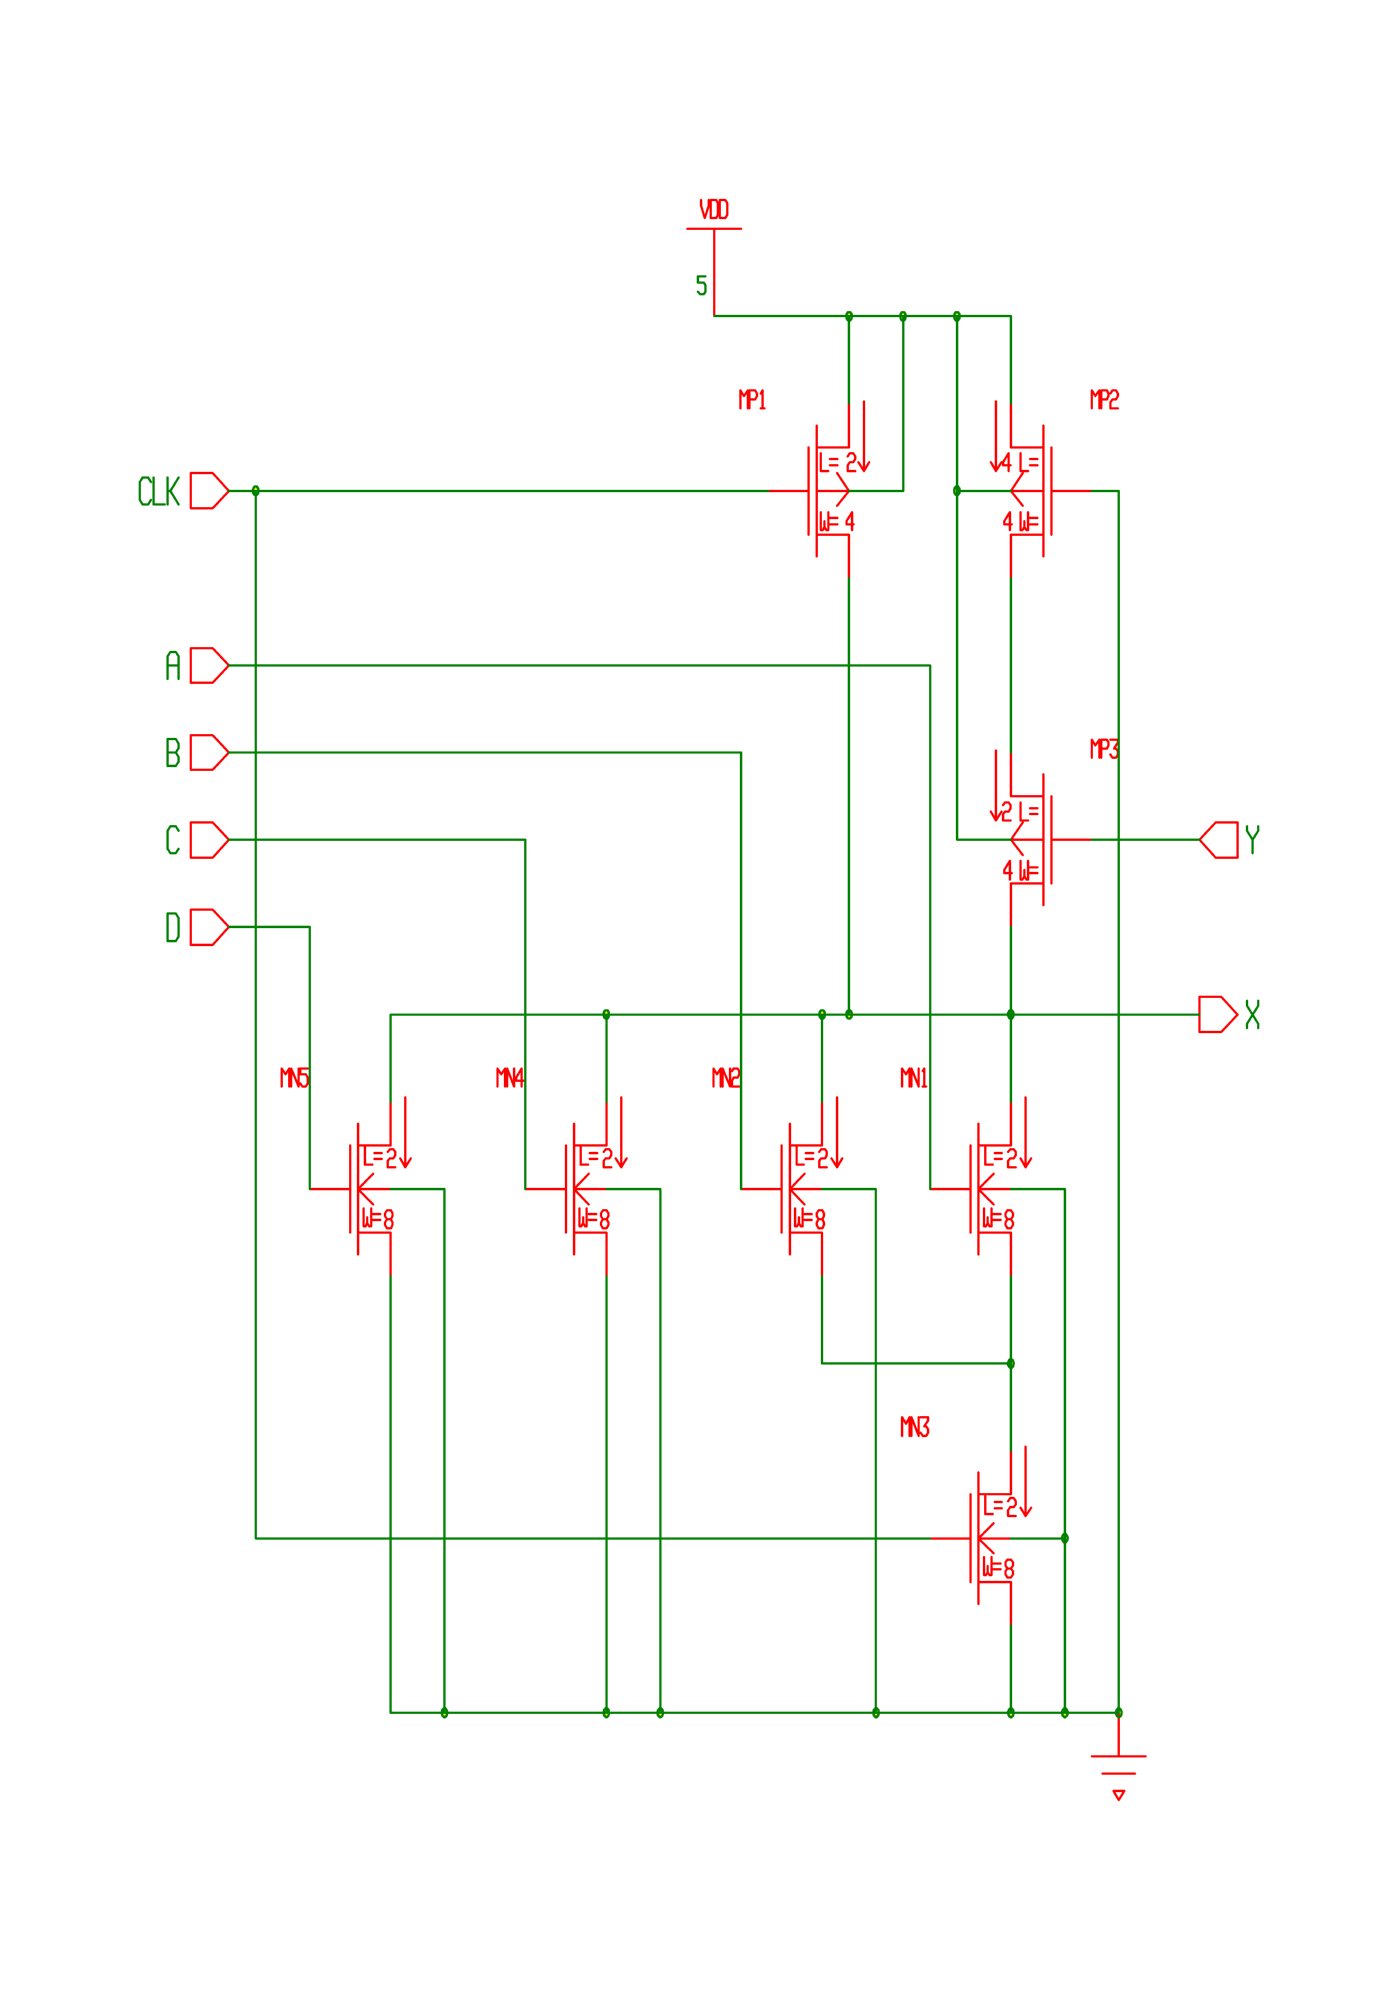 VDD
5
MP1
MP2
L= 2
4 L=
CLK
W= 4
4 W=
A
B
MP3
2 L=
C
Y
4 W=
D
X
MN5
MN4
MN2
MN1
L=2
L=2
L=2
L=2
W=8
W=8
W=8
W=8
MN3
L=2
W=8